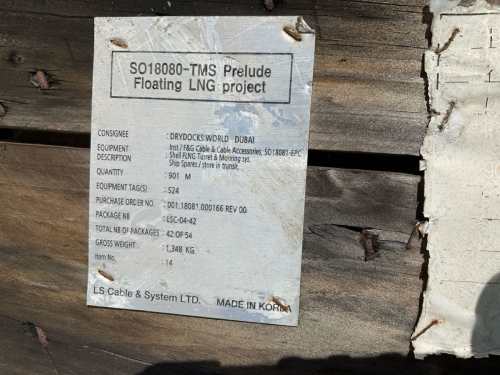 SO18080-TMS Prelude
Floating LNG project
CONSIGNEE : DRYDOCKS WORLD - DUBAI
EQUIPMENT Inst / F&G Cable & Cable Accessories, SO18081-EPC
DESCRIPTION : Shell FLNG Turret & Mooring sys.
Ship Spares / store in transit.
QUANTITY : 901 M
EQUIPMENT TAG(S) : S24
PURCHASE ORDER NO. : 001.18081.000166 REV 00
PACKAGE NB : LSC-04-42
TOTAL NB OF PACKAGES : 42 OF 54
GROSS WEIGHT : 1,348 KG
Item No. : 14
LS Cable & System LTD. MADE IN KOREA